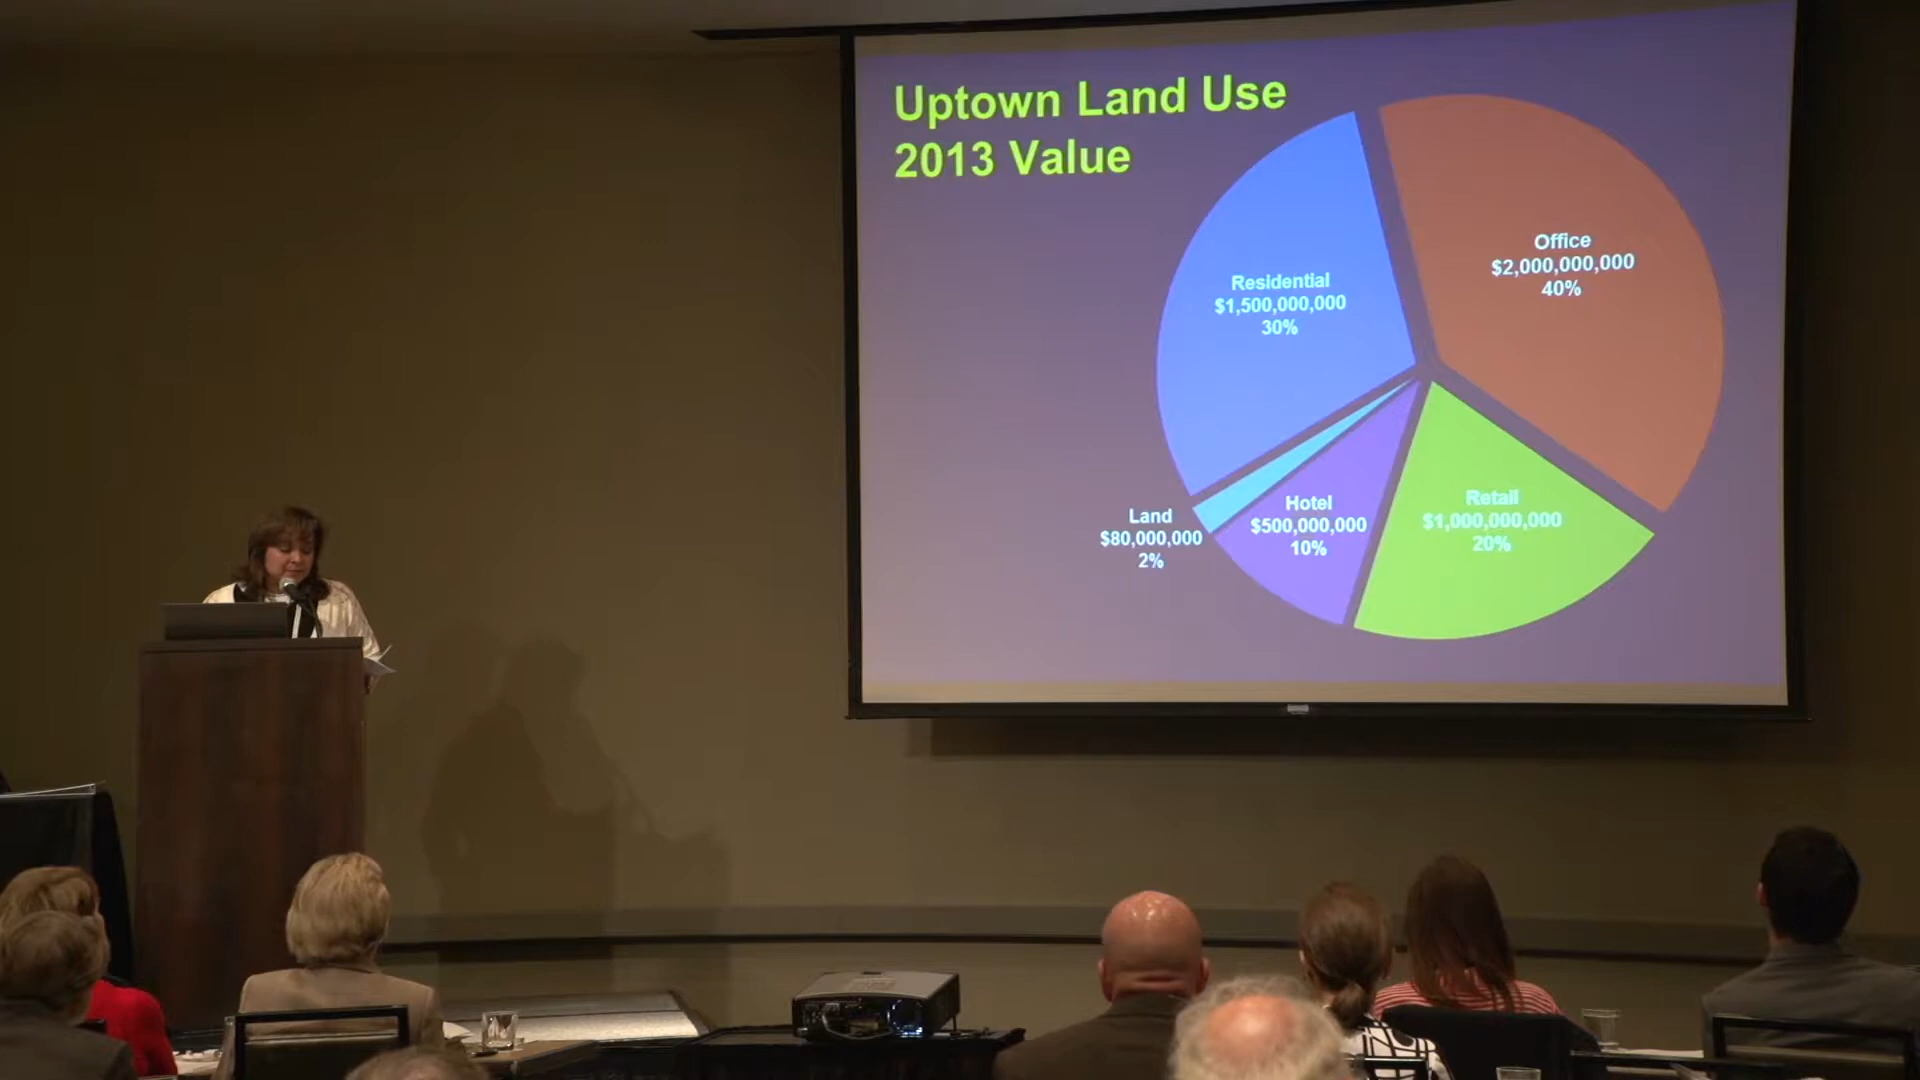 Uptown Land Use
2013 Value
Office
$2,000,000,000
40%
Residential
$1,500,000,000
30%
Retail
$1,000,000,000
20%
Hotel
$500,000,000
10%
Land
$80,000,000
2%